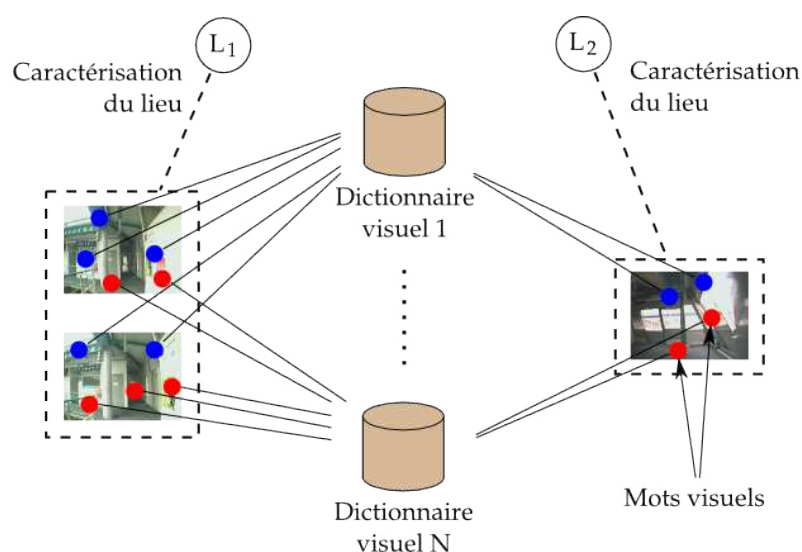 L1
L2
Caractérisation
du lieu
Caractérisation
du lieu
Dictionnaire
visuel 1
Dictionnaire
visuel N
Mots visuels